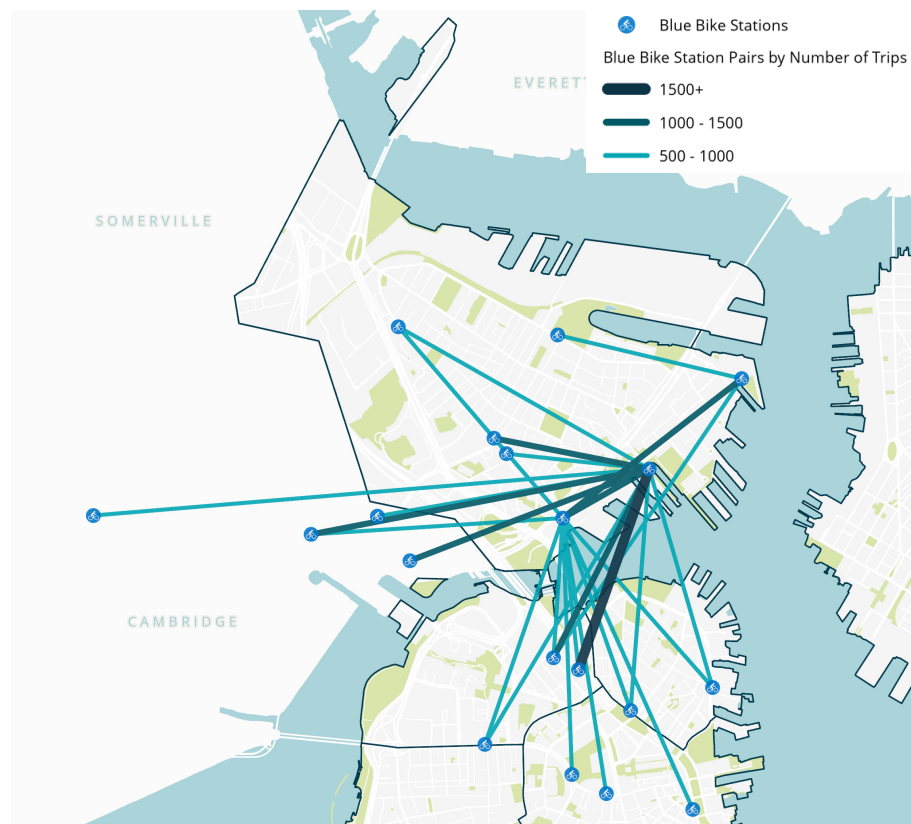 Blue Bike Stations
Blue Bike Station Pairs by Number of Trips
1500+
1000 - 1500
500 - 1000
EVERETT
SOMERVILLE
CAMBRIDGE